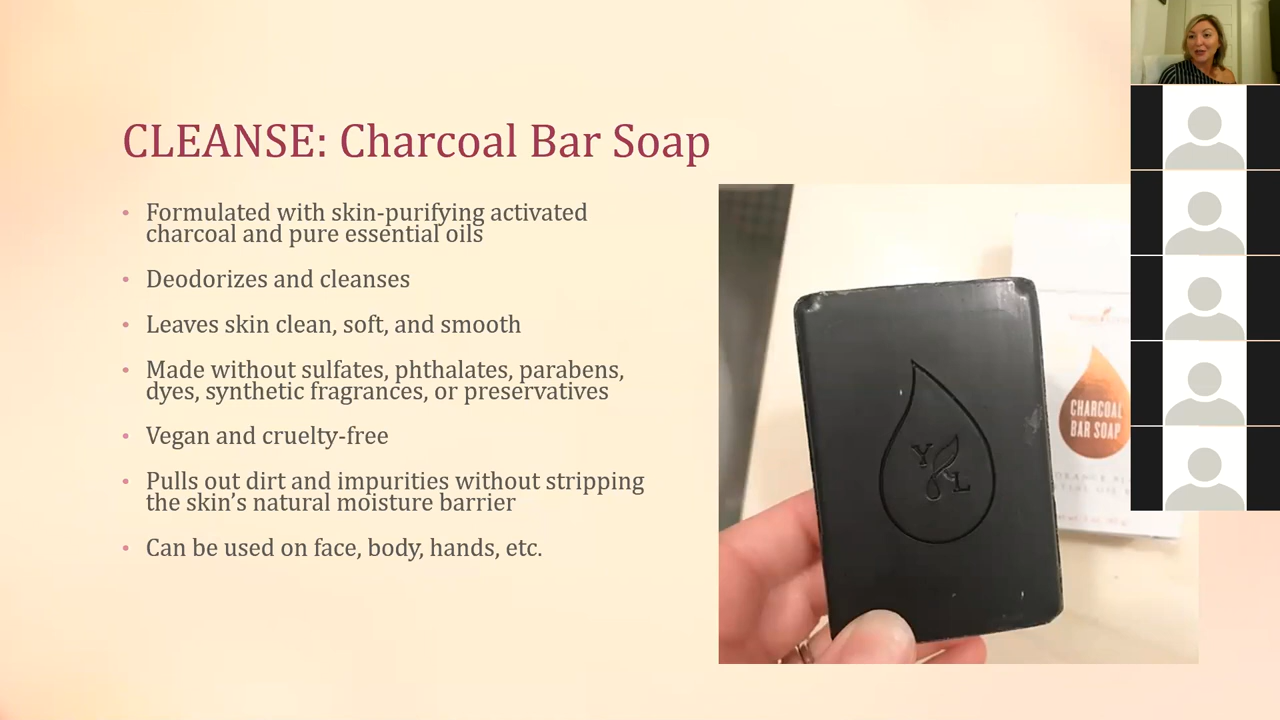 CLEANSE: Charcoal Bar Soap
• Formulated with skin-purifying activated
charcoal and pure essential oils
• Deodorizes and cleanses
• Leaves skin clean, soft, and smooth
• Made without sulfates, phthalates, parabens,
dyes, synthetic fragrances, or preservatives
• Vegan and cruelty-free
• Pulls out dirt and impurities without stripping
the skin’s natural moisture barrier
• Can be used on face, body, hands, etc.
Y
L
CHARCOAL
BAR SOAP